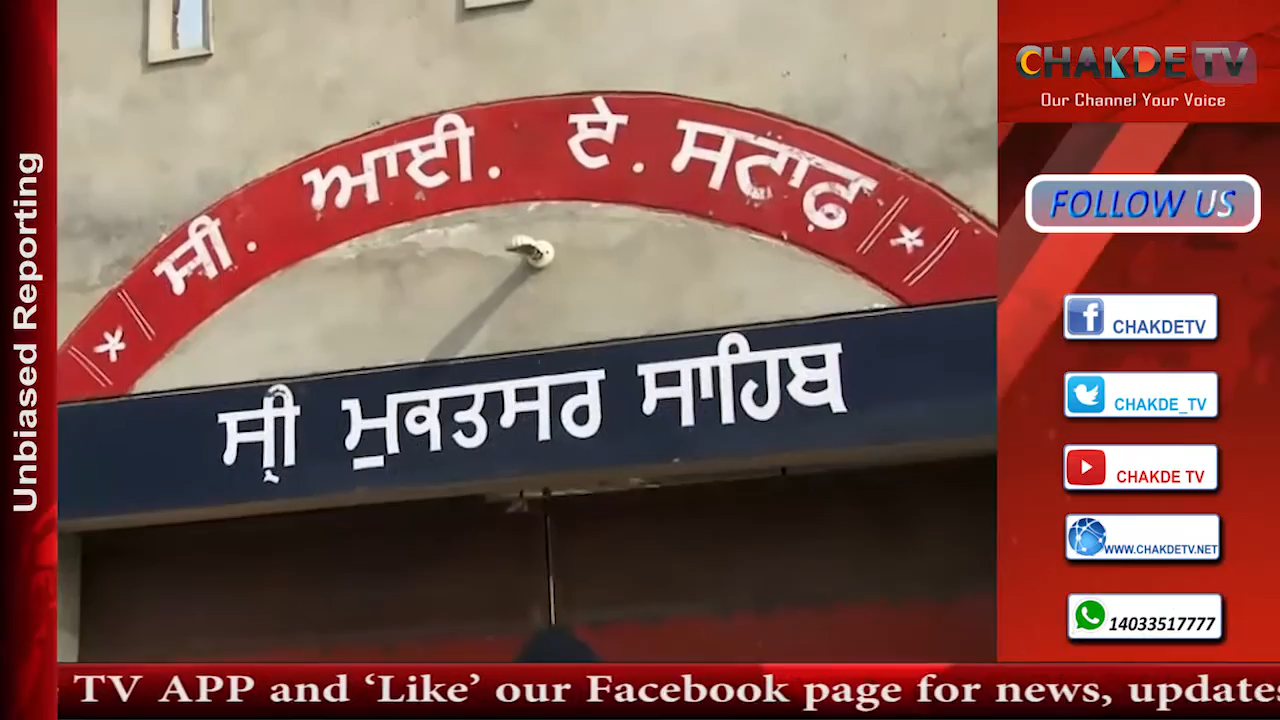 Unbiased Reporting
ਸੀ. ਆਈ. ਏ. ਸਟਾਫ
ਸ੍ਰੀ ਮੁਕਤਸਰ ਸਾਹਿਬ
CHAKDE TV
Our Channel Your Voice
FOLLOW US
CHAKDETV
CHAKDE_TV
CHAKDE TV
WWW.CHAKDETV.NET
14033517777
TV APP and ‘Like’ our Facebook page for news, updates